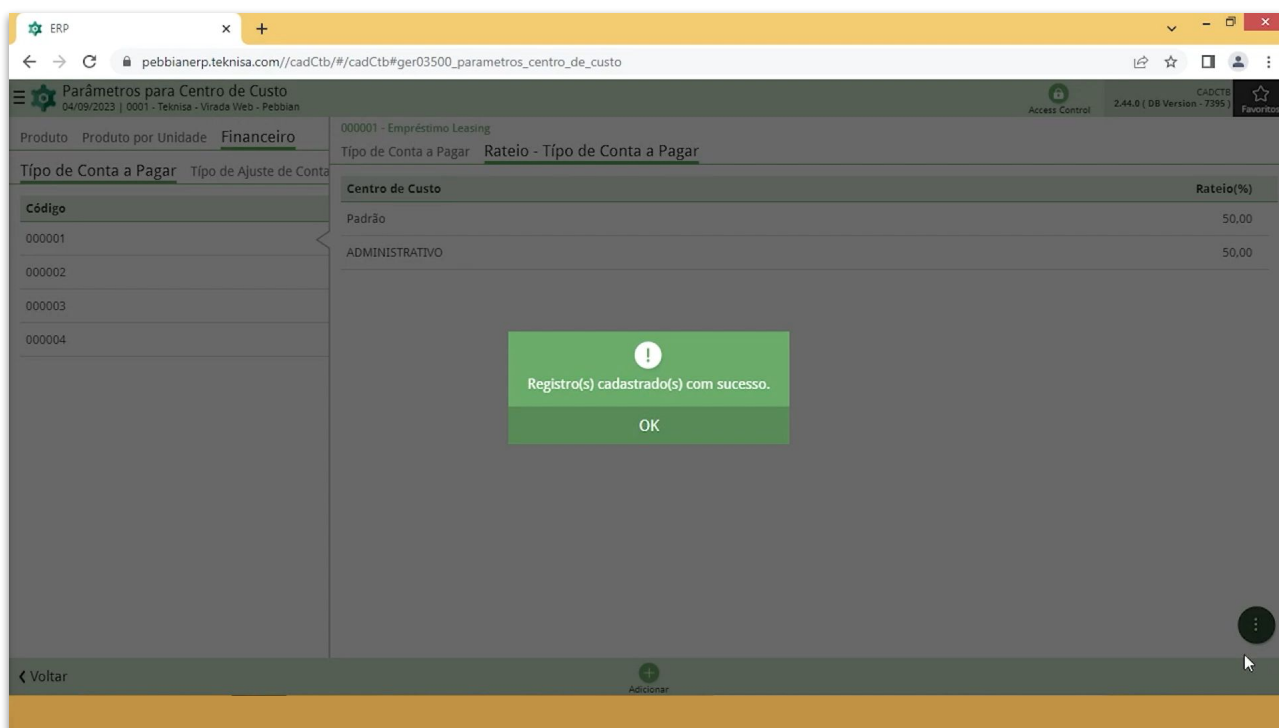 ERP
pebbianerp.teknisa.com//cadCtb/#/cadCtb#ger03500_parametros_centro_de_custo
Parâmetros para Centro de Custo
04/09/2023 | 0001 - Teknisa - Virada Web - Pebbian
Access Control
CADCTB
2.44.0 ( DB Version - 7395 )
Favoritos
Produto Produto por Unidade Financeiro
000001 - Empréstimo Leasing
Típo de Conta a Pagar Rateio - Típo de Conta a Pagar
Típo de Conta a Pagar Típo de Ajuste de Conta
Centro de Custo Rateio(%)
Código
Padrão 50,00
000001
ADMINISTRATIVO 50,00
000002
000003
000004
Registro(s) cadastrado(s) com sucesso.
OK
Voltar
Adicionar